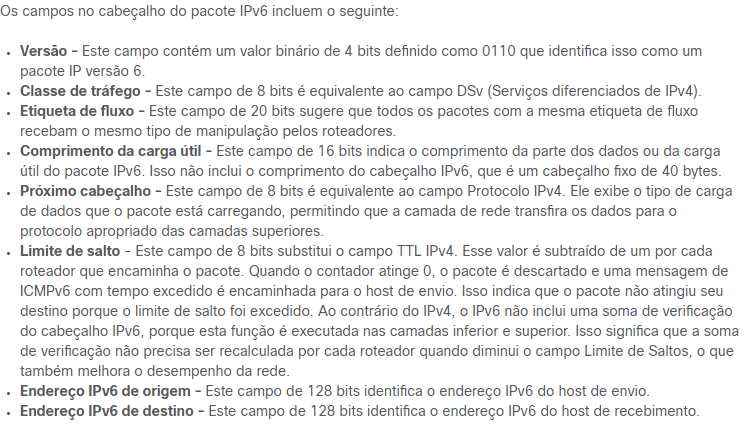 Os campos no cabeçalho do pacote IPv6 incluem o seguinte:
• Versão - Este campo contém um valor binário de 4 bits definido como 0110 que identifica isso como um
pacote IP versão 6.
• Classe de tráfego - Este campo de 8 bits é equivalente ao campo DSv (Serviços diferenciados de IPv4).
• Etiqueta de fluxo - Este campo de 20 bits sugere que todos os pacotes com a mesma etiqueta de fluxo
recebam o mesmo tipo de manipulação pelos roteadores.
• Comprimento da carga útil - Este campo de 16 bits indica o comprimento da parte dos dados ou da carga
útil do pacote IPv6. Isso não inclui o comprimento do cabeçalho IPv6, que é um cabeçalho fixo de 40 bytes.
• Próximo cabeçalho - Este campo de 8 bits é equivalente ao campo Protocolo IPv4. Ele exibe o tipo de carga
de dados que o pacote está carregando, permitindo que a camada de rede transfira os dados para o
protocolo apropriado das camadas superiores.
• Limite de salto - Este campo de 8 bits substitui o campo TTL IPv4. Esse valor é subtraído de um por cada
roteador que encaminha o pacote. Quando o contador atinge 0, o pacote é descartado e uma mensagem de
ICMPv6 com tempo excedido é encaminhada para o host de envio. Isso indica que o pacote não atingiu seu
destino porque o limite de salto foi excedido. Ao contrário do IPv4, o IPv6 não inclui uma soma de verificação
do cabeçalho IPv6, porque esta função é executada nas camadas inferior e superior. Isso significa que a soma
de verificação não precisa ser recalculada por cada roteador quando diminui o campo Limite de Saltos, o que
também melhora o desempenho da rede.
• Endereço IPv6 de origem - Este campo de 128 bits identifica o endereço IPv6 do host de envio.
• Endereço IPv6 de destino - Este campo de 128 bits identifica o endereço IPv6 do host de recebimento.